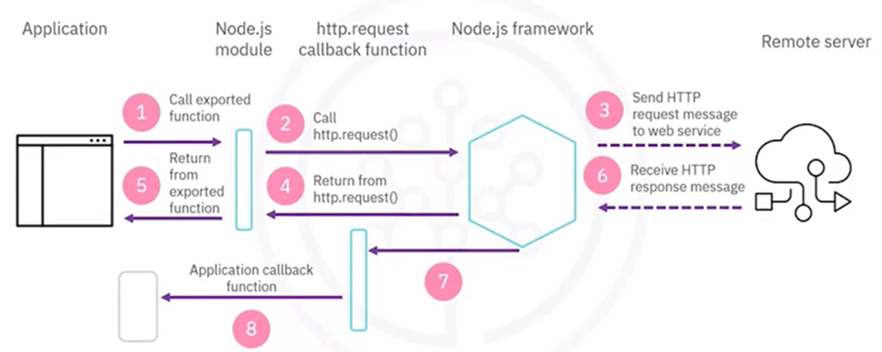 Application
Node.js
module
http.request
callback function
Node.js framework
Remote server
1
Call exported
function
2
Call
http.request()
3
Send HTTP
request message
to web service
5
Return
from
exported
function
4
Return from
http.request()
6
Receive HTTP
response message
7
Application callback
function
8